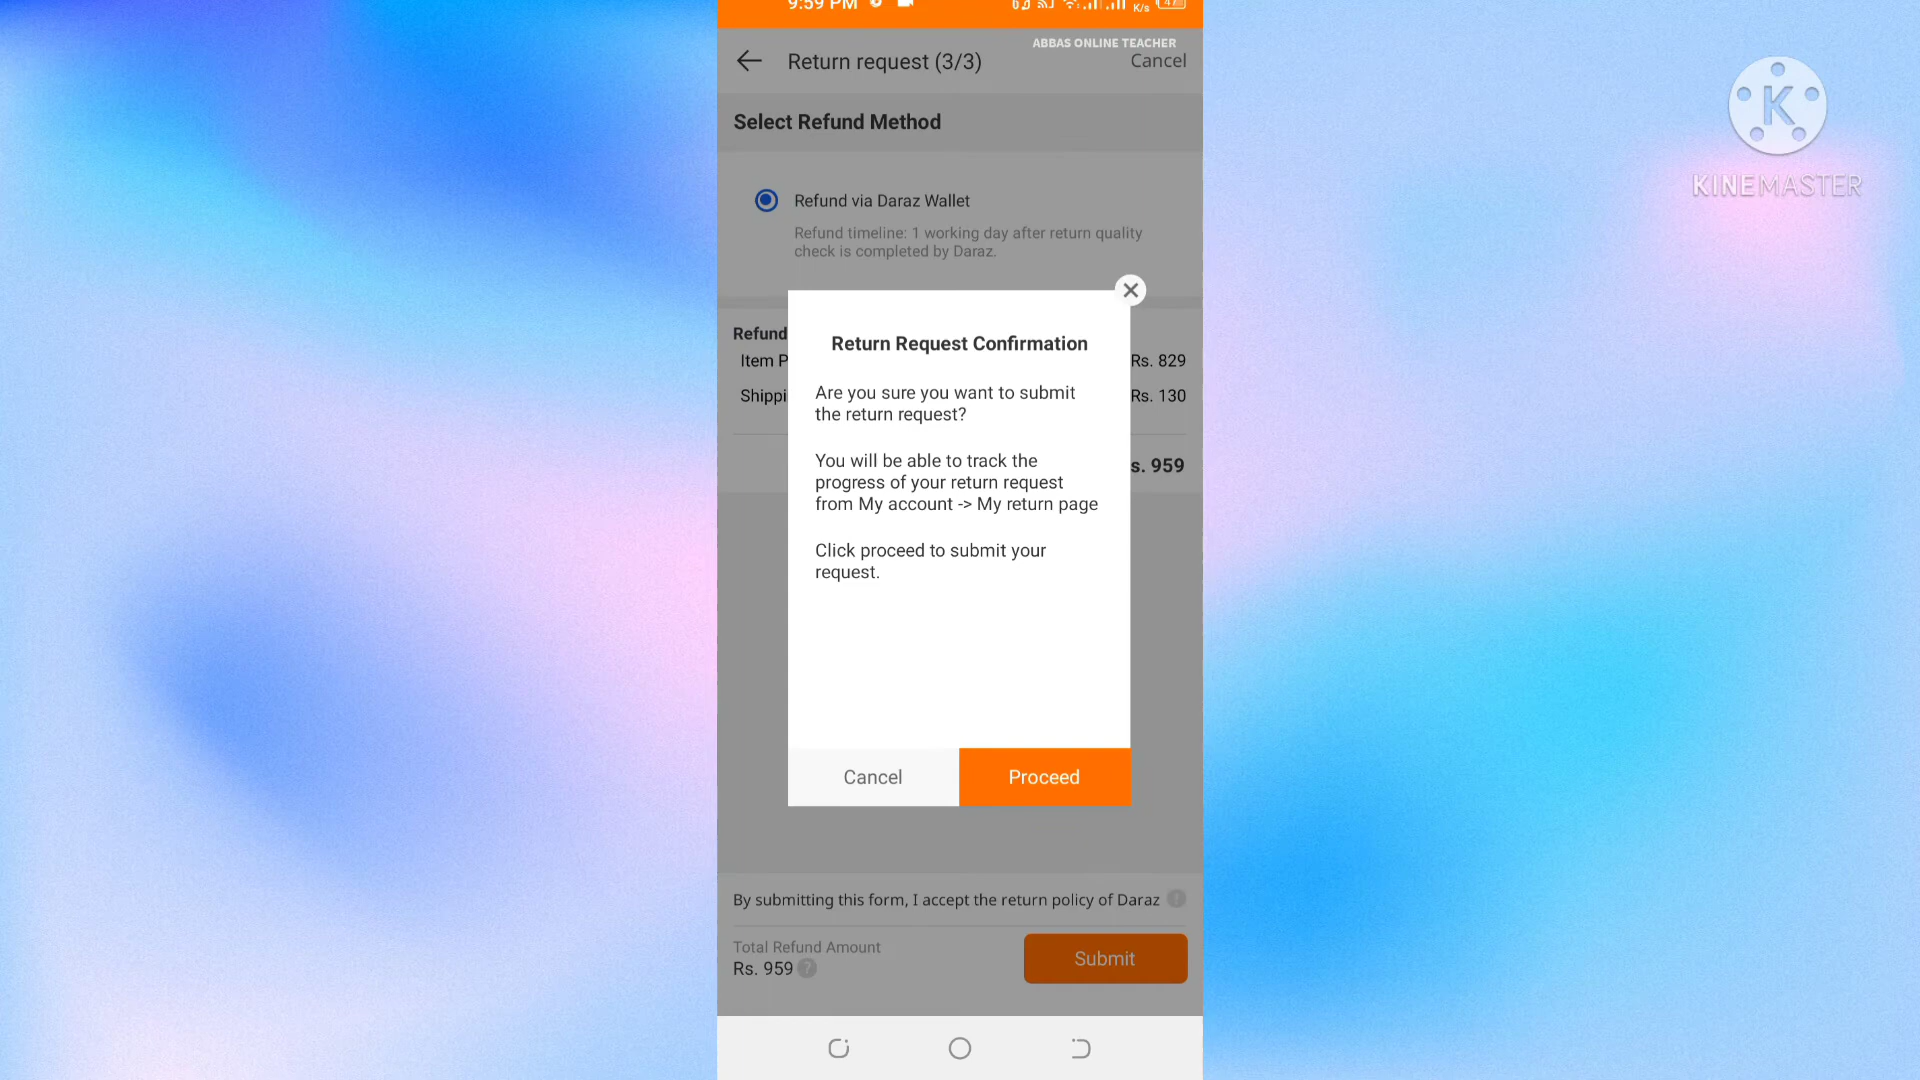 9:59 PM
K/s
ABBAS ONLINE TEACHER
Return request (3/3)
Cancel
Select Refund Method
Refund via Daraz Wallet
Refund timeline: 1 working day after return quality
check is completed by Daraz.
Refund
Item P
Rs. 829
Shippi
Rs. 130
s. 959
Return Request Confirmation
Are you sure you want to submit
the return request?
You will be able to track the
progress of your return request
from My account -> My return page
Click proceed to submit your
request.
Cancel
Proceed
By submitting this form, I accept the return policy of Daraz
Total Refund Amount
Rs. 959 ?
Submit
K
KINEMASTER